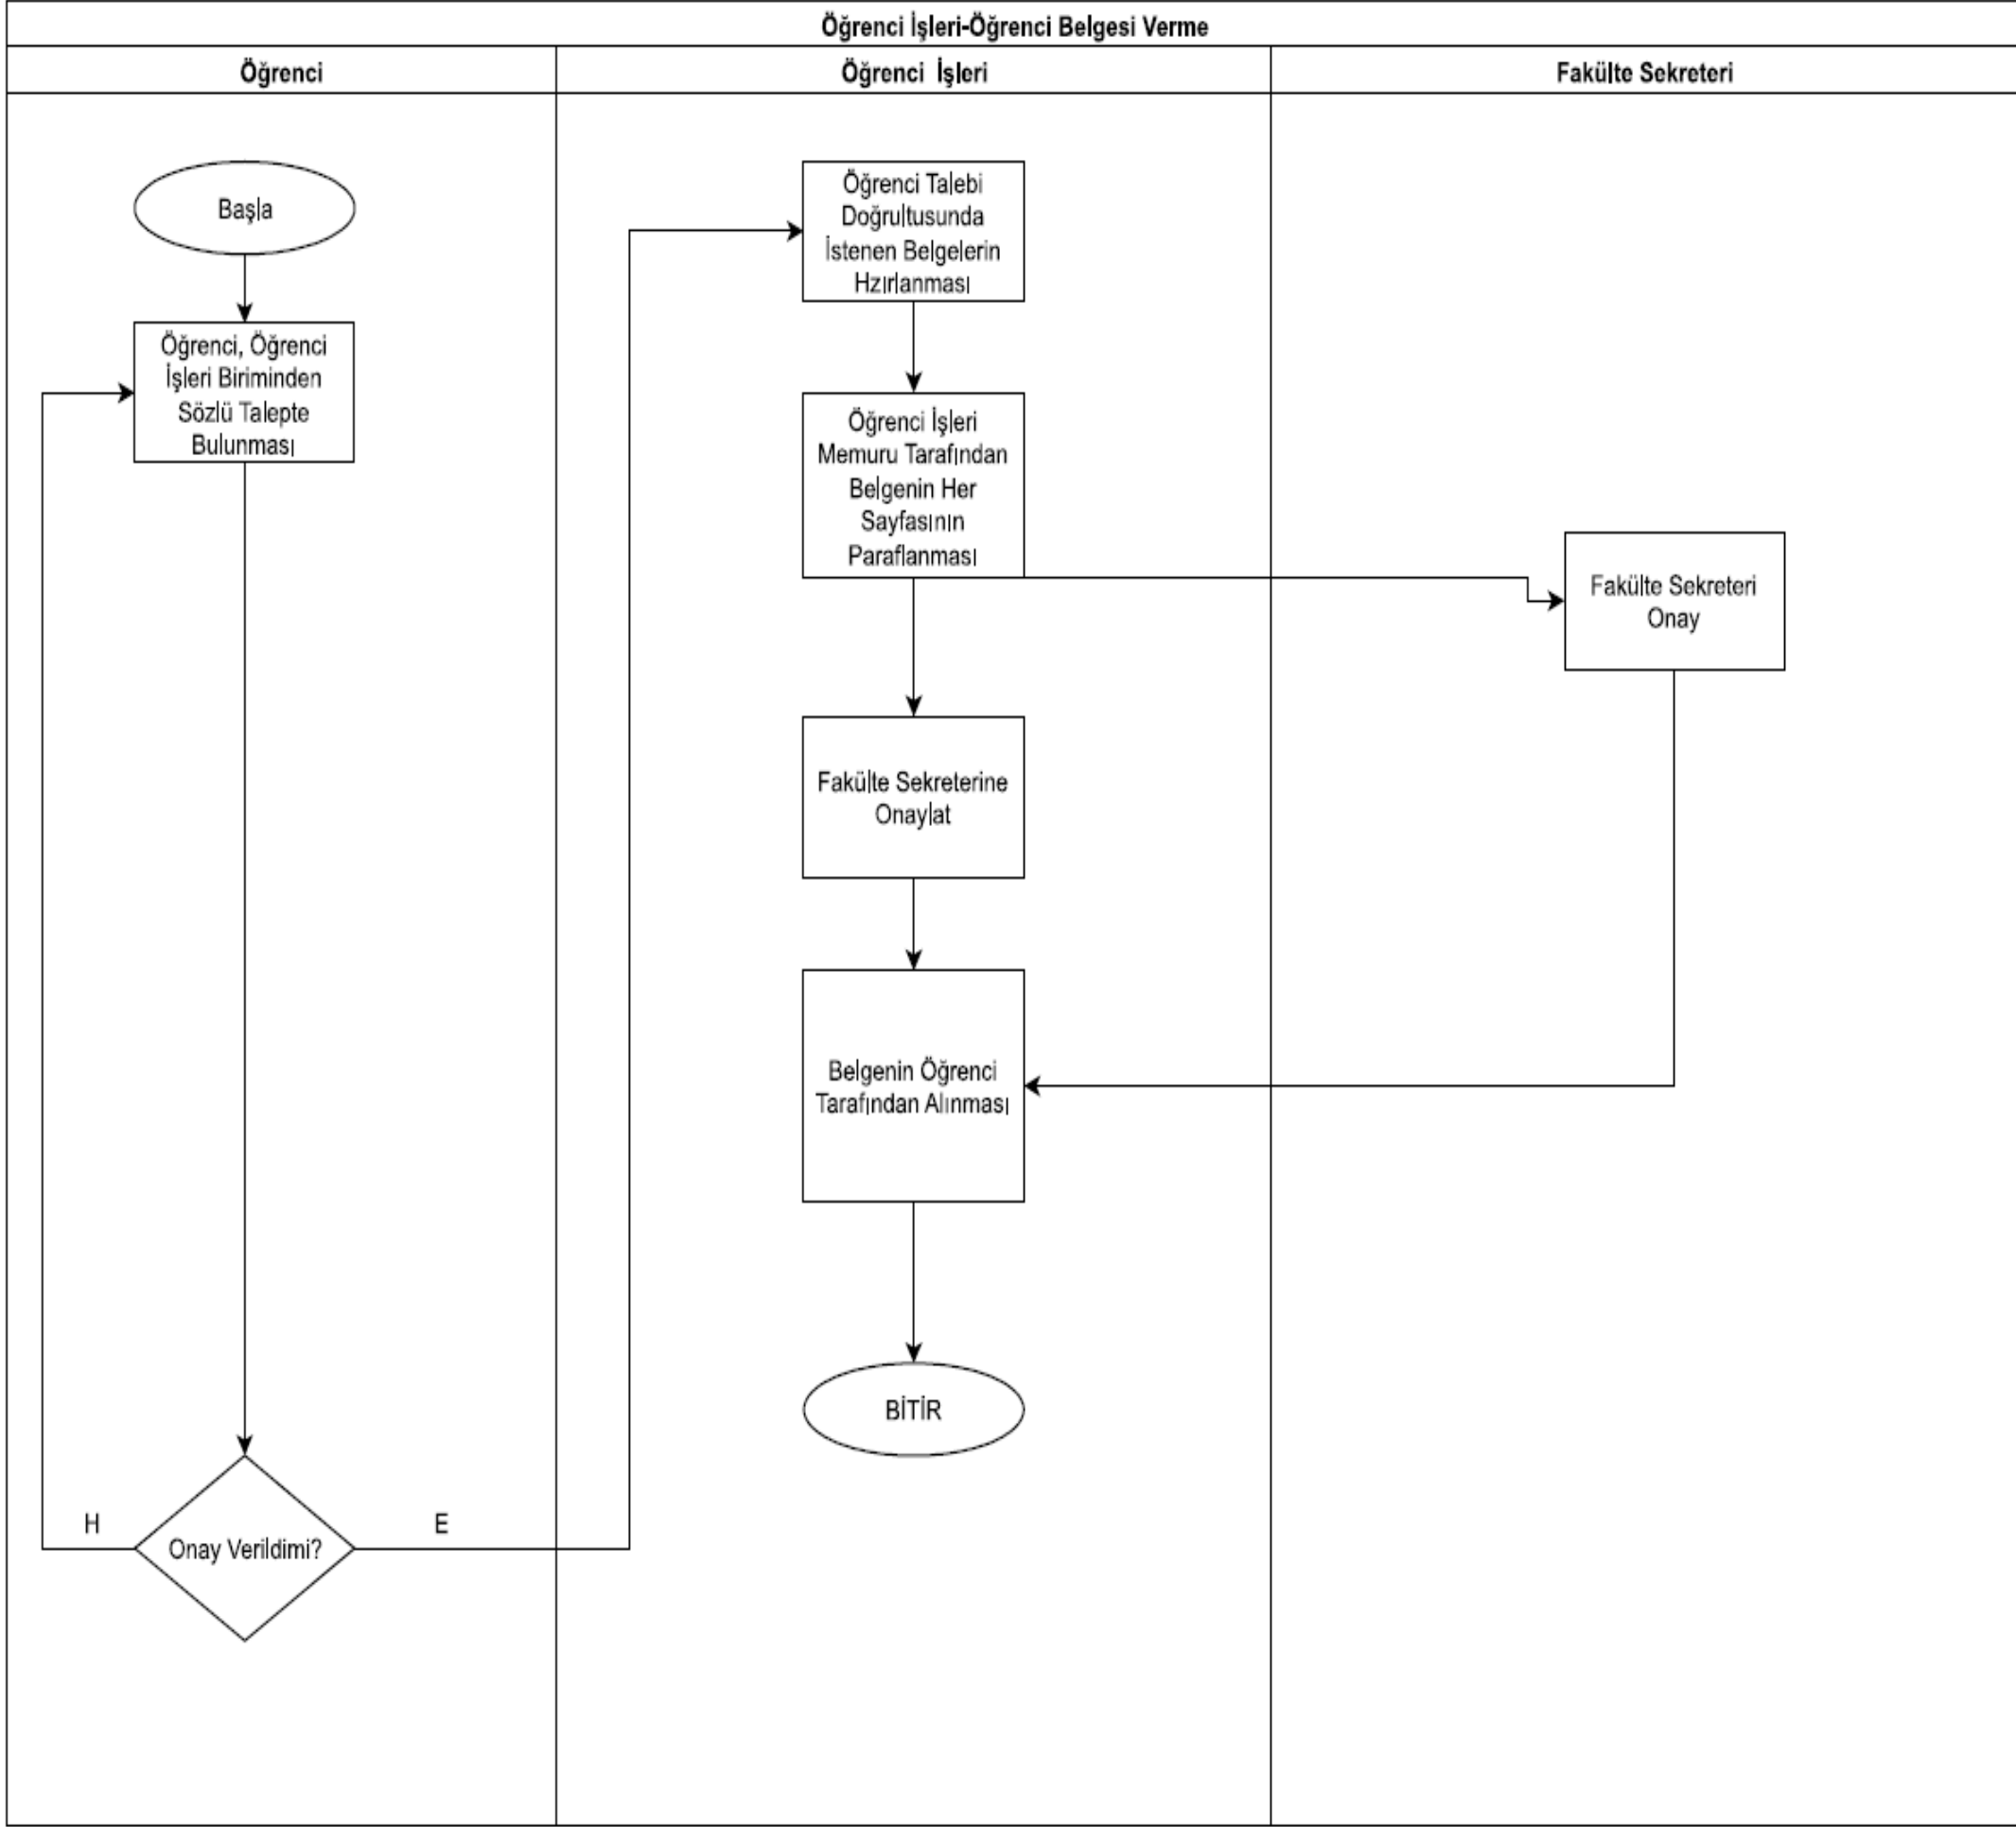 Öğrenci İşleri-Öğrenci Belgesi Verme
Öğrenci
Öğrenci İşleri
Fakülte Sekreteri
Başla
Öğrenci, Öğrenci
İşleri Biriminden
Sözlü Talepte
Bulunması
Onay Verildimi?
H
E
Öğrenci Talebi
Doğrultusunda
İstenen Belgelerin
Hzırlanması
Öğrenci İşleri
Memuru Tarafından
Belgenin Her
Sayfasının
Paraflanması
Fakülte Sekreterine
Onaylat
Belgenin Öğrenci
Tarafından Alınması
BİTİR
Fakülte Sekreteri
Onay